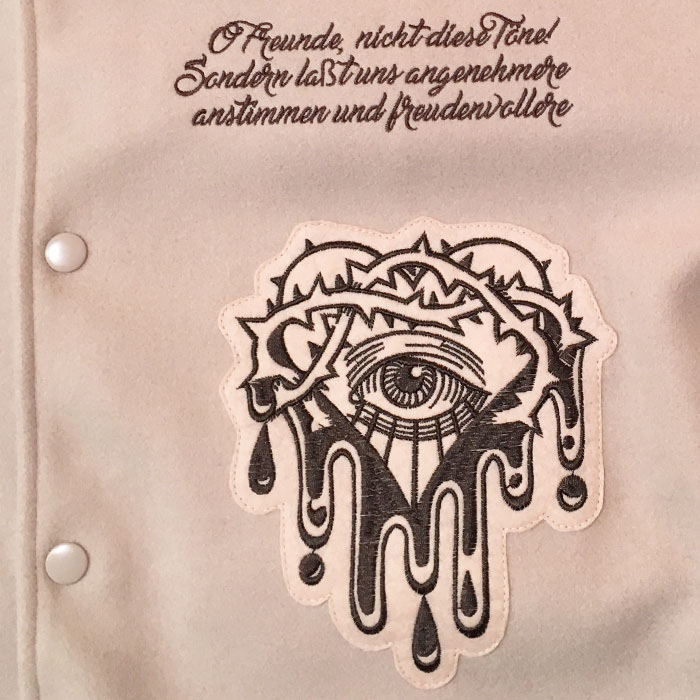 O Freunde, nicht diese Töne!
Sondern laßt uns angenehmere
anstimmen und freudenvollere